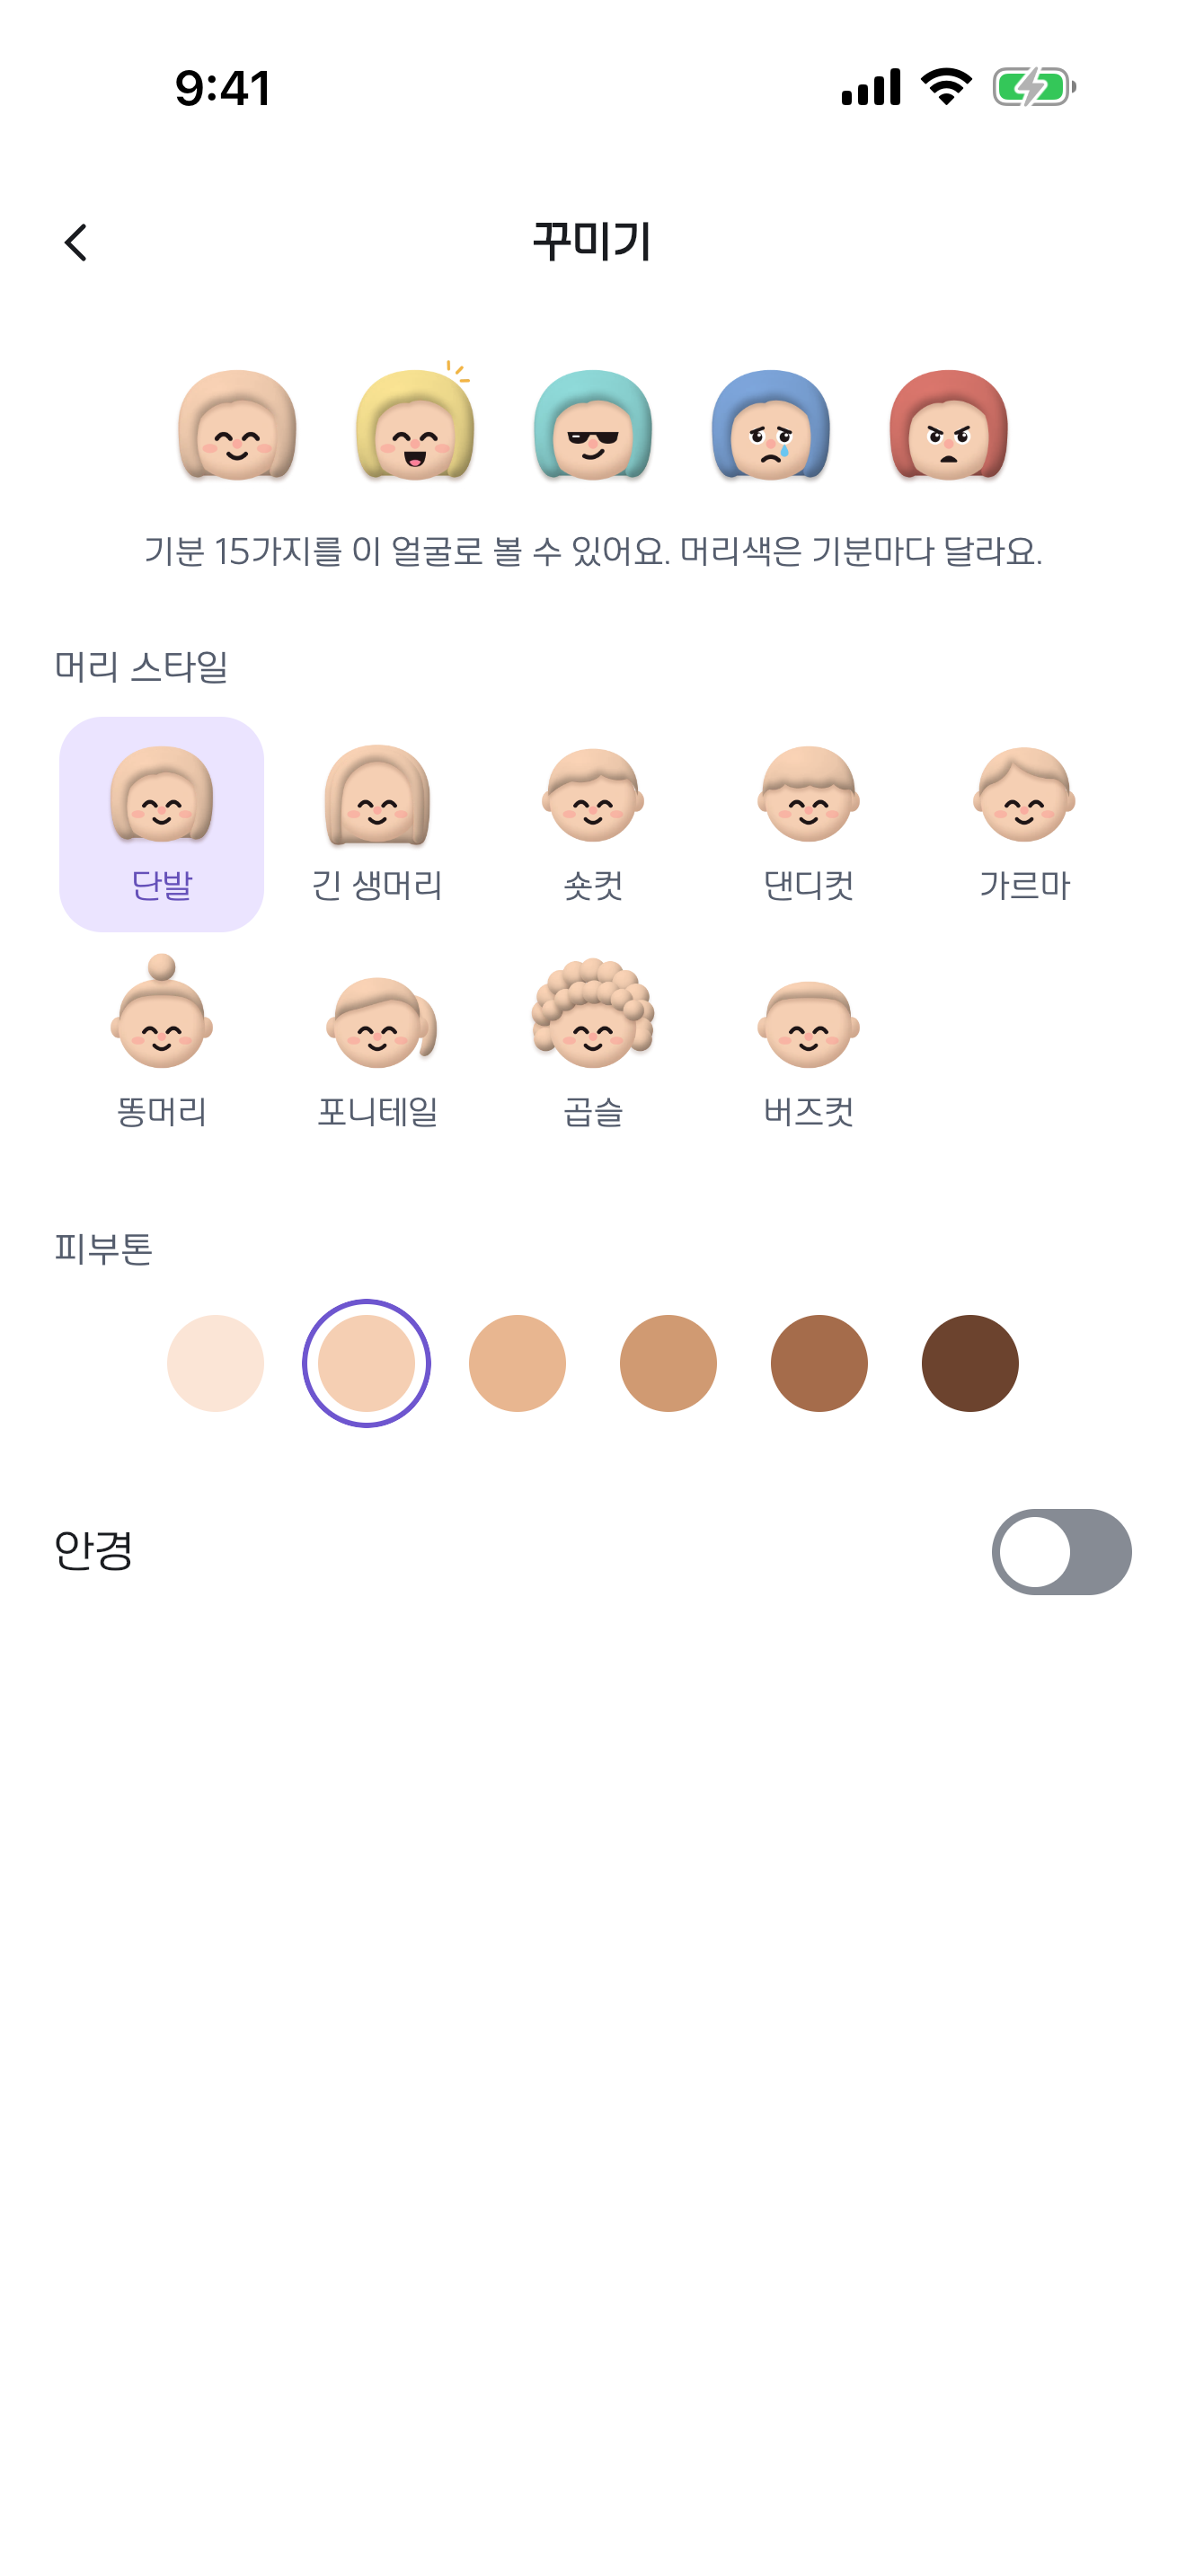 9:41
꾸미기
기분 15가지를 이 얼굴로 볼 수 있어요. 머리색은 기분마다 달라요.
머리 스타일
단발
긴 생머리
숏컷
댄디컷
가르마
똥머리
포니테일
곱슬
버즈컷
피부톤
안경